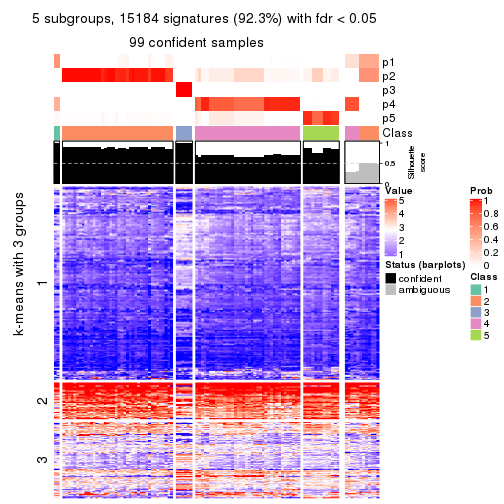 5 subgroups, 15184 signatures (92.3%) with fdr < 0.05
99 confident samples
p1
p2
p3
p4
p5
Class
1
0.5
0
Silhouette
score
k-means with 3 groups
1
2
3
Value
5
4
3
2
1
Status (barplots)
confident
ambiguous
Prob
1
0.8
0.6
0.4
0.2
0
Class
1
2
3
4
5